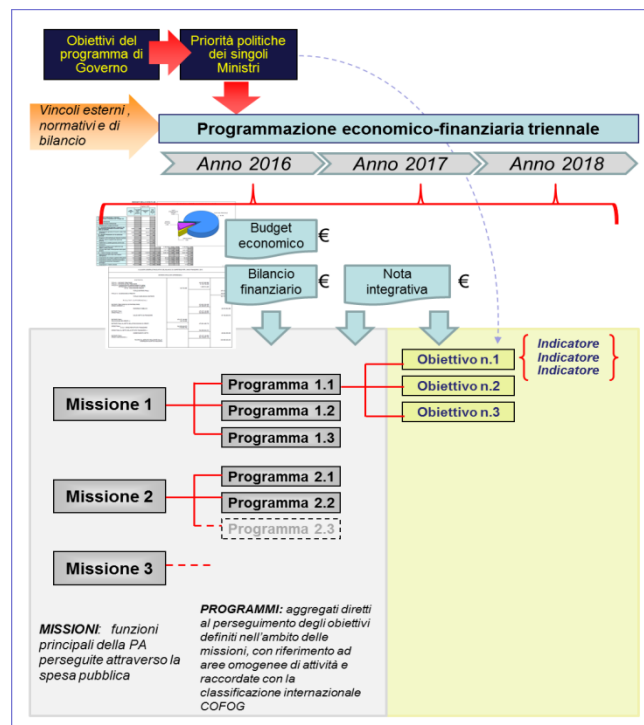 Obiettivi del
programma di
Governo
Priorità politiche
dei singoli
Ministri
Vincoli esterni ,
normativi e di
bilancio
Programmazione economico-finanziaria triennale
Anno 2016
Anno 2017
Anno 2018
Budget
economico
€
Bilancio
finanziario
€
Nota
integrativa
€
Obiettivo n.1
Obiettivo n.2
Obiettivo n.3
Indicatore
Indicatore
Indicatore
Missione 1
Programma 1.1
Programma 1.2
Programma 1.3
Missione 2
Programma 2.1
Programma 2.2
Programma 2.3
Missione 3
MISSIONI: funzioni
principali della PA
perseguite attraverso la
spesa pubblica
PROGRAMMI: aggregati diretti
al perseguimento degli obiettivi
definiti nell'ambito delle
missioni, con riferimento ad
aree omogenee di attività e
raccordate con la
classificazione internazionale
COFOG